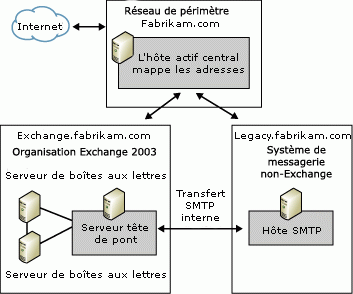 Réseau de périmètre
Fabrikam.com
Internet
L'hôte actif central
mappe les adresses
Exchange.fabrikam.com
Organisation Exchange 2003
Serveur de boîtes aux lettres
Serveur tête
de pont
Serveur de boîtes aux lettres
Transfert
SMTP
interne
Legacy.fabrikam.com
Système de
messagerie
non-Exchange
Hôte SMTP